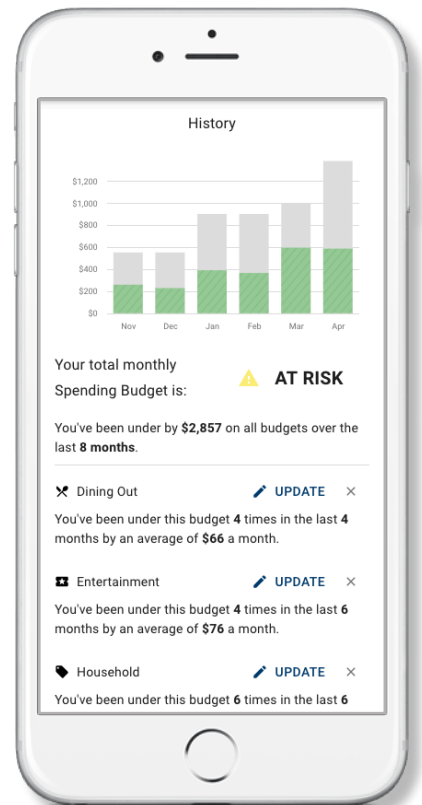 History
$1,200
$1,000
$800
$600
$400
$200
$0
Nov Dec Jan Feb Mar Apr
Your total monthly
Spending Budget is:
AT RISK
You've been under by $2,857 on all budgets over the
last 8 months.
Dining Out UPDATE
You've been under this budget 4 times in the last 4
months by an average of $66 a month.
Entertainment UPDATE
You've been under this budget 4 times in the last 6
months by an average of $76 a month.
Household UPDATE
You've been under this budget 6 times in the last 6